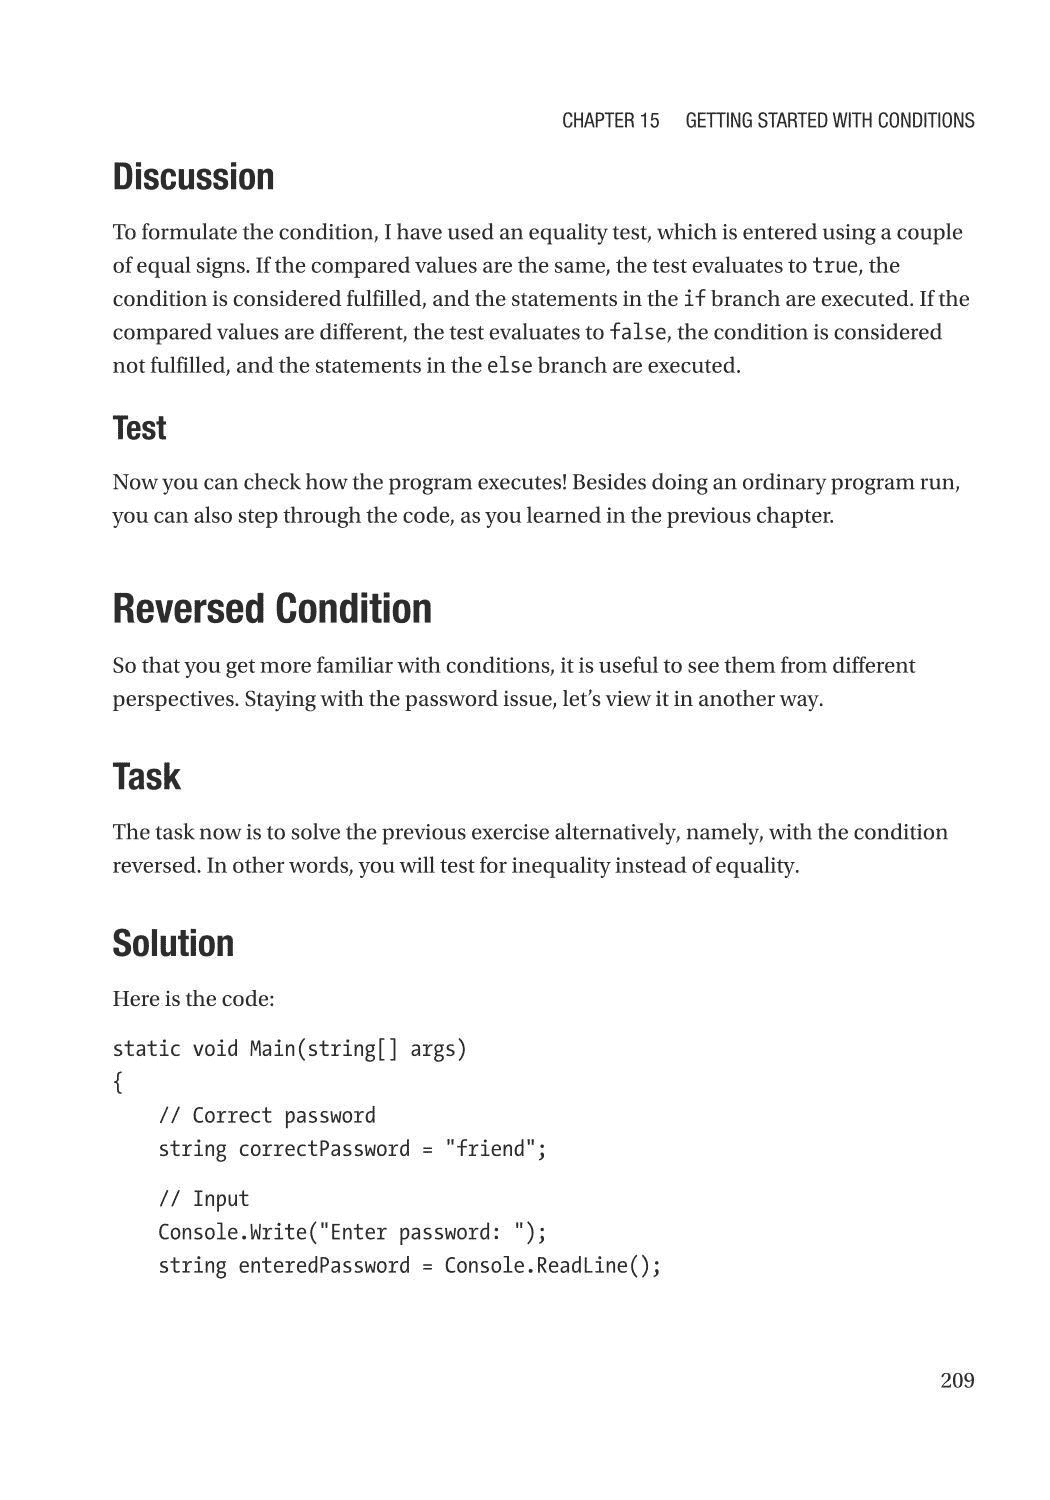 CHAPTER 15 GETTING STARTED WITH CONDITIONS
Discussion
To formulate the condition, I have used an equality test, which is entered using a couple
of equal signs. If the compared values are the same, the test evaluates to true, the
condition is considered fulfilled, and the statements in the if branch are executed. If the
compared values are different, the test evaluates to false, the condition is considered
not fulfilled, and the statements in the else branch are executed.
Test
Now you can check how the program executes! Besides doing an ordinary program run,
you can also step through the code, as you learned in the previous chapter.
Reversed Condition
So that you get more familiar with conditions, it is useful to see them from different
perspectives. Staying with the password issue, let’s view it in another way.
Task
The task now is to solve the previous exercise alternatively, namely, with the condition
reversed. In other words, you will test for inequality instead of equality.
Solution
Here is the code:
static void Main(string[] args)
{
    // Correct password
    string correctPassword = "friend";
    // Input
    Console.Write("Enter password: ");
    string enteredPassword = Console.ReadLine();
209